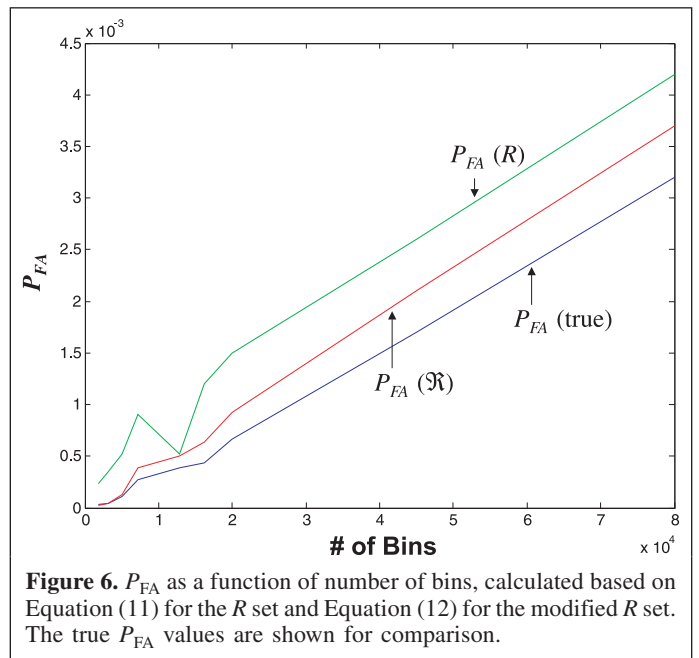 x 10⁻³
4.5
4
3.5
3
2.5
2
1.5
1
0.5
0
P_FA
P_FA (R)
P_FA (true)
P_FA (ℜ)
0 1 2 3 4 5 6 7 8
# of Bins
x 10⁴
Figure 6. P_FA as a function of number of bins, calculated based on
Equation (11) for the R set and Equation (12) for the modified R set.
The true P_FA values are shown for comparison.